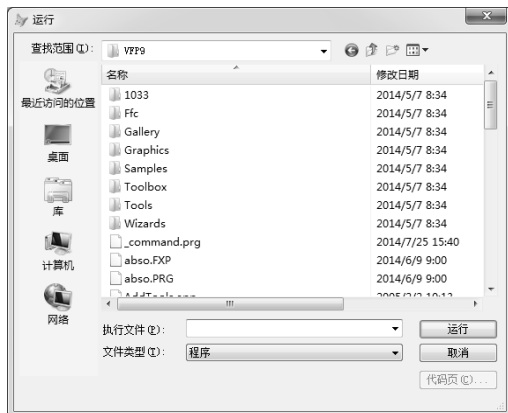 运行
查找范围(I):
VFP9
名称
修改日期
1033
2014/5/7 8:34
Ffc
2014/5/7 8:34
Gallery
2014/5/7 8:34
Graphics
2014/5/7 8:34
Samples
2014/5/7 8:34
Toolbox
2014/5/7 8:34
Tools
2014/5/7 8:34
Wizards
2014/5/7 8:34
_command.prg
2014/7/25 15:40
abso.FXP
2014/6/9 9:00
abso.PRG
2014/6/9 9:00
最近访问的位置
桌面
库
计算机
网络
执行文件(P):
运行
文件类型(T):
程序
取消
代码页(C)...